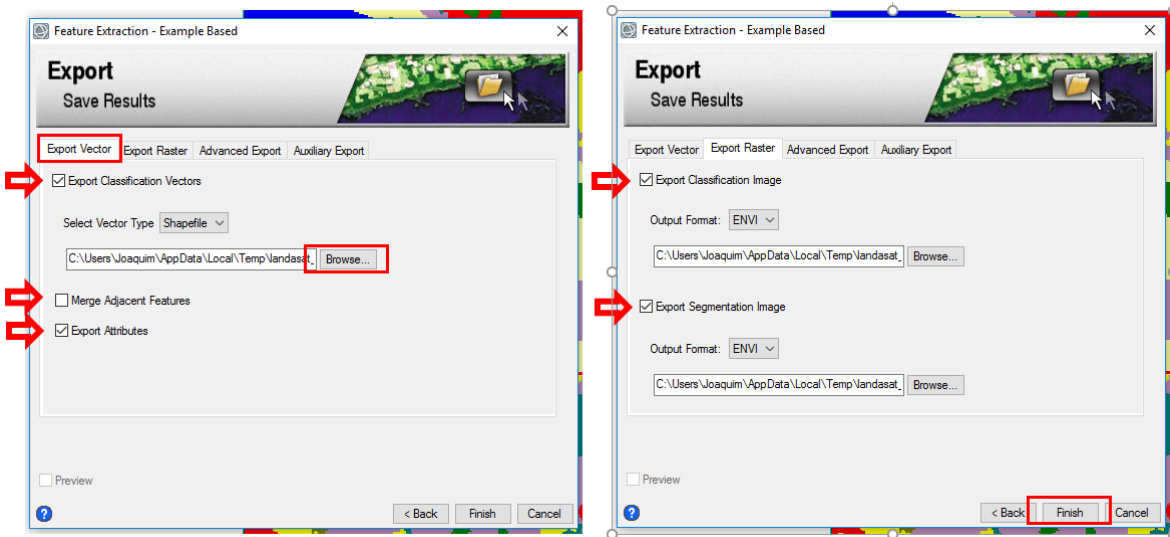 Feature Extraction - Example Based
Export
Save Results
Export Vector Export Raster Advanced Export Auxiliary Export
Export Classification Vectors
Select Vector Type Shapefile
C:\Users\Joaquim\AppData\Local\Temp\landasat_ Browse...
Merge Adjacent Features
Export Attributes
Preview
< Back Finish Cancel
Feature Extraction - Example Based
Export
Save Results
Export Vector Export Raster Advanced Export Auxiliary Export
Export Classification Image
Output Format: ENVI
C:\Users\Joaquim\AppData\Local\Temp\landasat_ Browse...
Export Segmentation Image
Output Format: ENVI
C:\Users\Joaquim\AppData\Local\Temp\landasat_ Browse...
Preview
< Back Finish Cancel